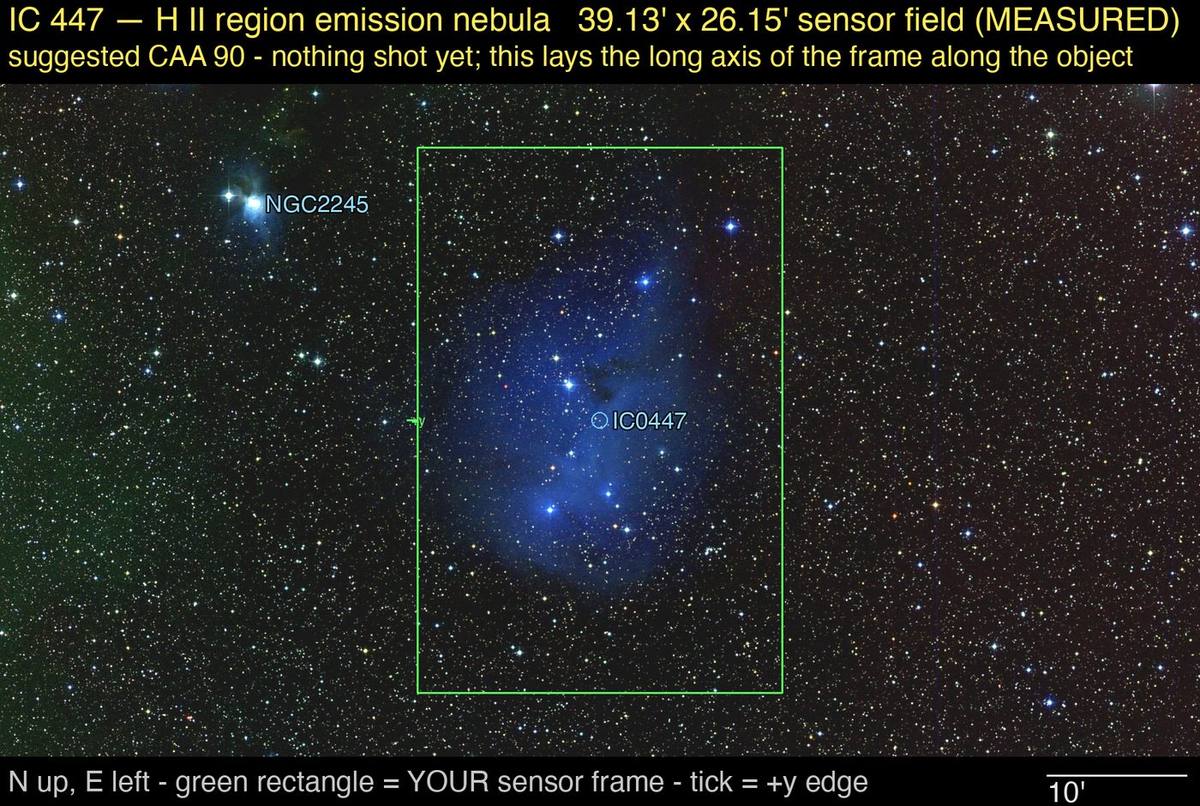 IC 447 — H II region emission nebula   39.13' x 26.15' sensor field (MEASURED)
suggested CAA 90 - nothing shot yet; this lays the long axis of the frame along the object
NGC2245
+y
IC0447
N up, E left - green rectangle = YOUR sensor frame - tick = +y edge
10'